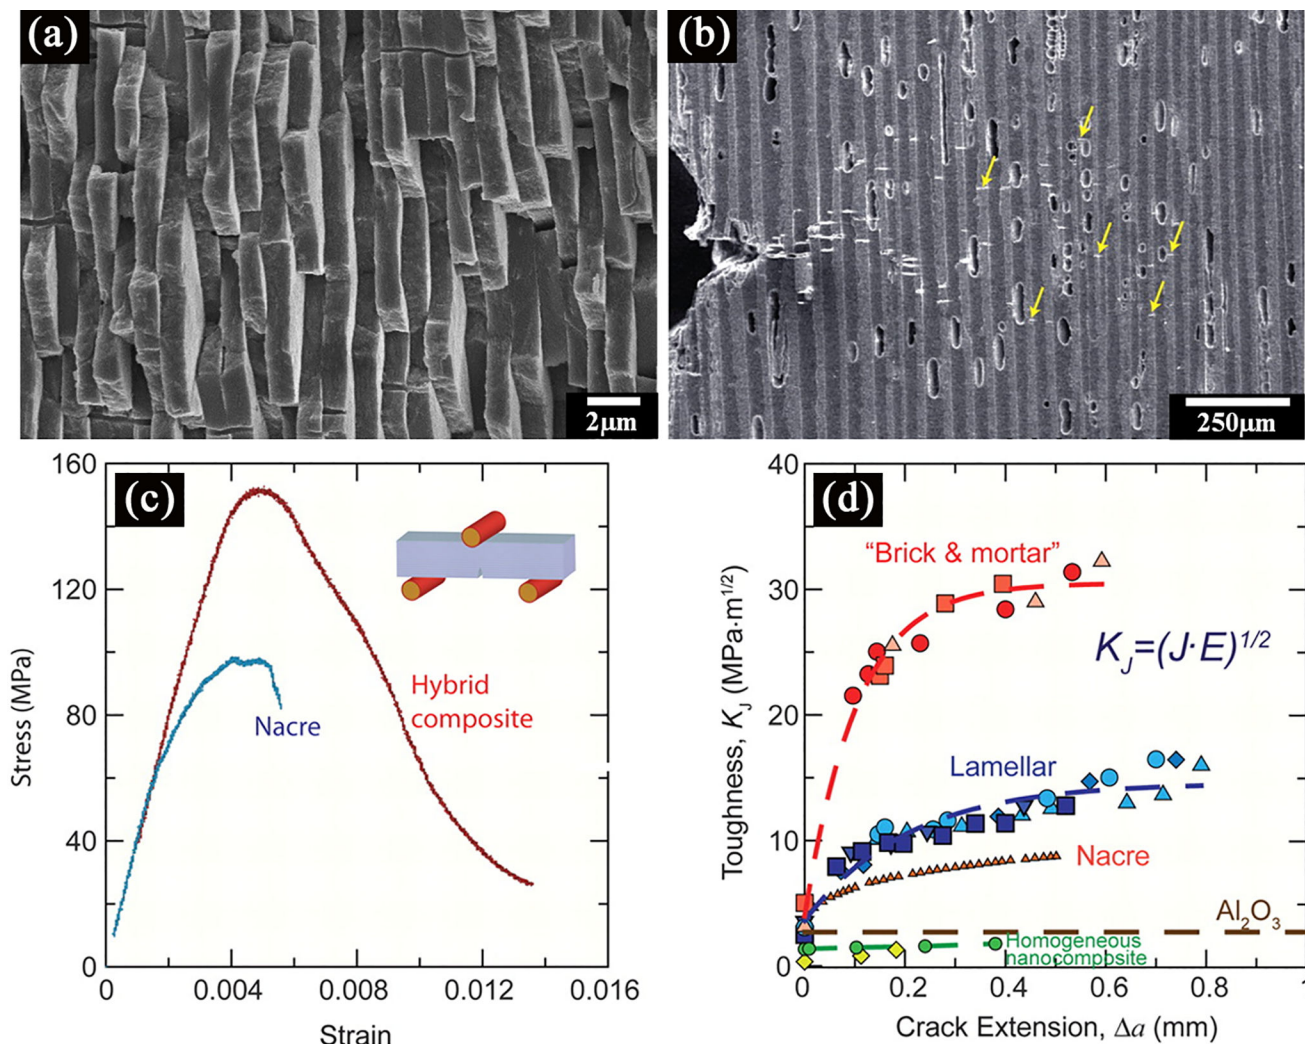 (a)
2μm
(b)
250μm
(c)
160
120
80
40
0
0
0.004
0.008
0.012
0.016
Stress (MPa)
Strain
Nacre
Hybrid
composite
(d)
40
30
20
10
0
0
0.2
0.4
0.6
0.8
1
Toughness, K_J (MPa·m^1/2)
Crack Extension, Δa (mm)
"Brick & mortar"
K_J=(J·E)^1/2
Lamellar
Nacre
Al₂O₃
Homogeneous
nanocomposite